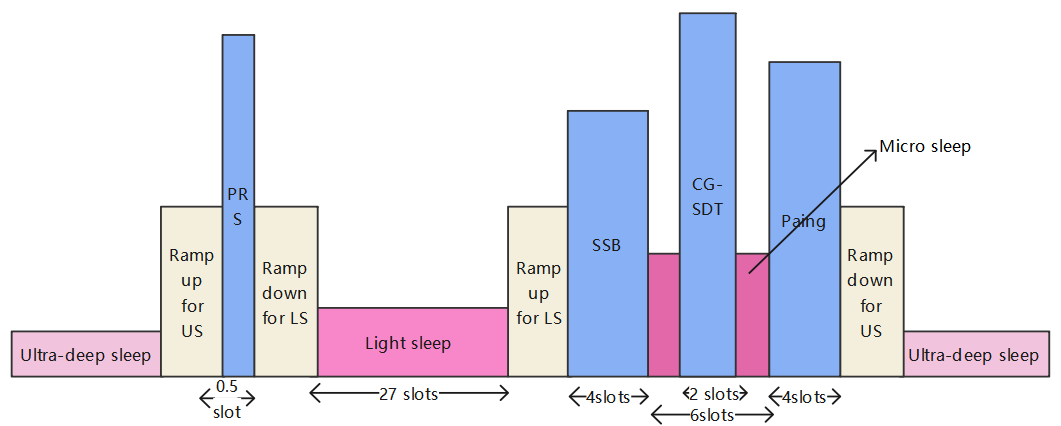 PR
S
CG-
SDT
Micro sleep
SSB
Paing
Ramp
up
for
US
Ramp
down
for LS
Light sleep
Ramp
up
for LS
Ramp
down
for
US
Ultra-deep sleep
Ultra-deep sleep
0.5
slot
27 slots
4slots
2 slots
6slots
4slots